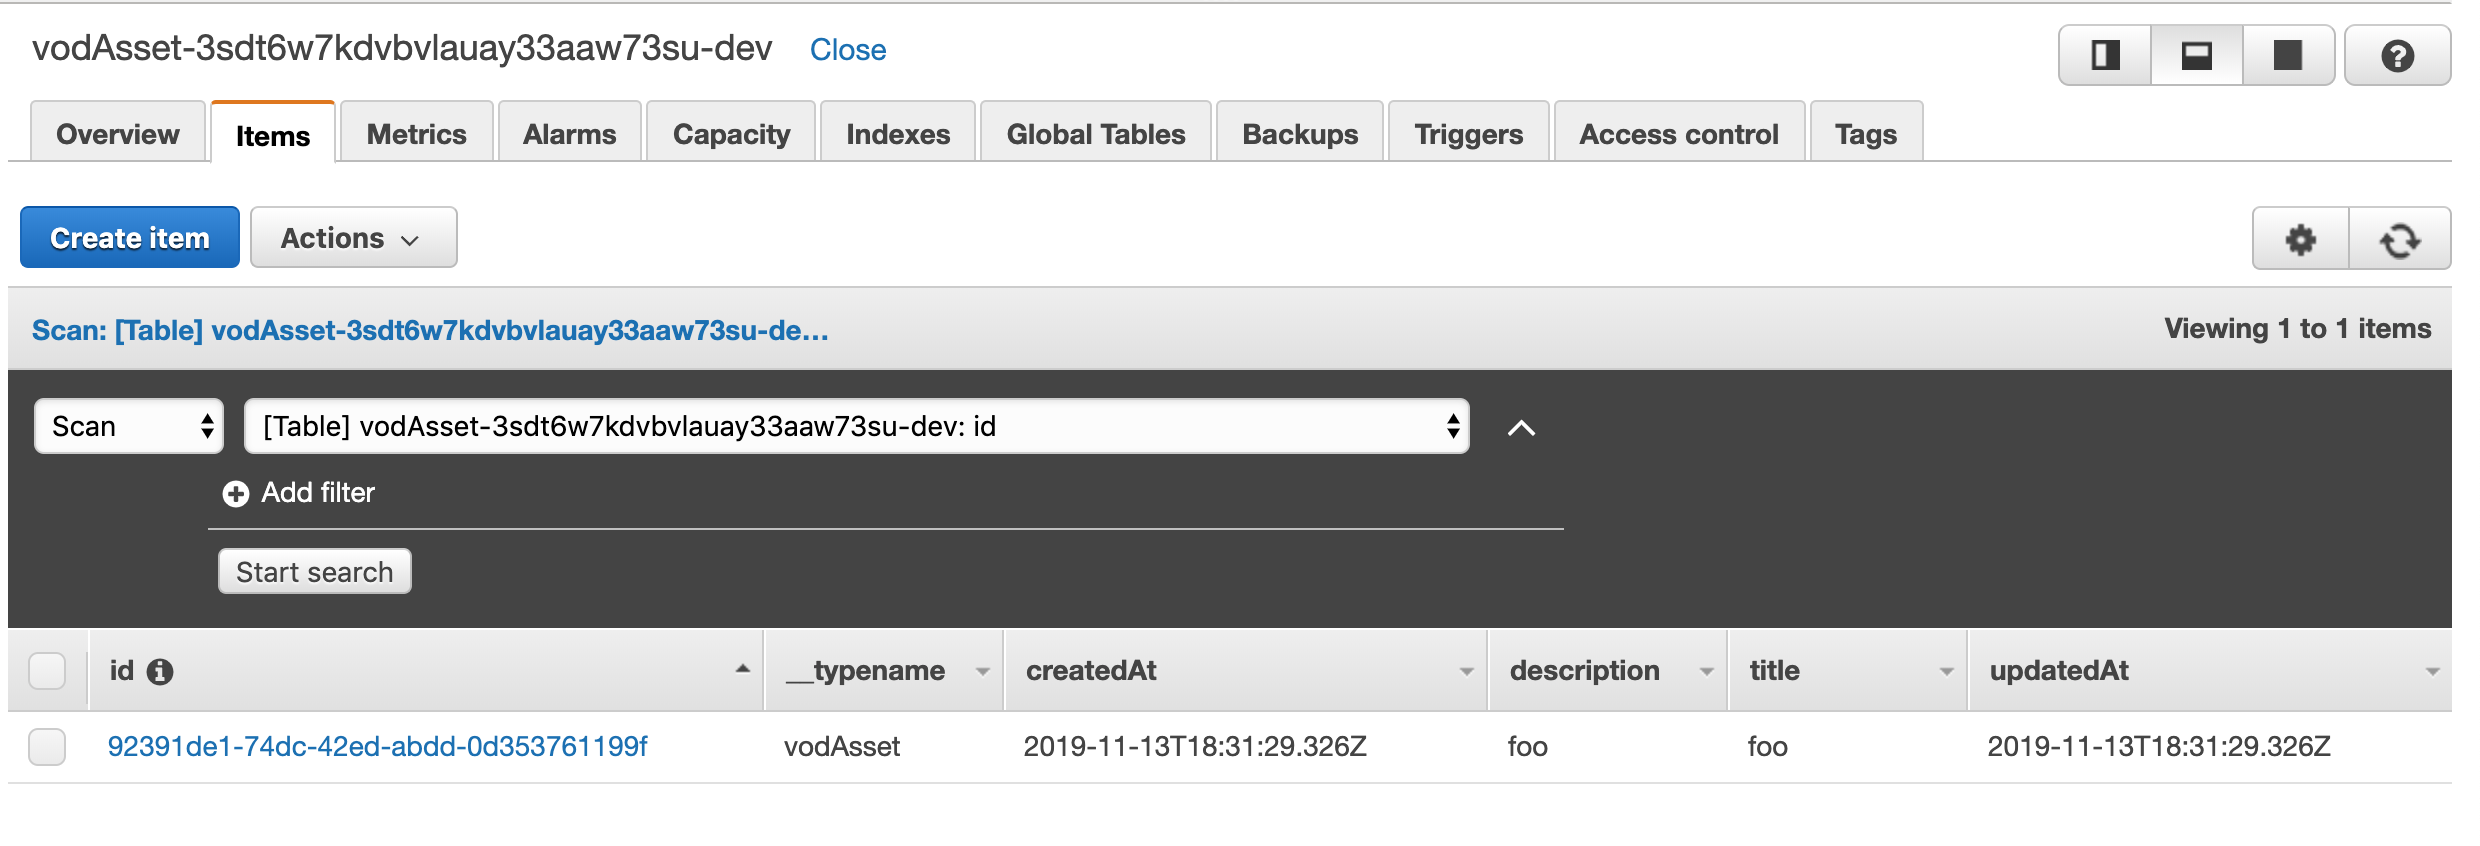 vodAsset-3sdt6w7kdvbvlauay33aaw73su-dev Close
Overview Items Metrics Alarms Capacity Indexes Global Tables Backups Triggers Access control Tags
Create item Actions
Scan: [Table] vodAsset-3sdt6w7kdvbvlauay33aaw73su-de... Viewing 1 to 1 items
Scan [Table] vodAsset-3sdt6w7kdvbvlauay33aaw73su-dev: id
Add filter
Start search
id __typename createdAt description title updatedAt
92391de1-74dc-42ed-abdd-0d353761199f vodAsset 2019-11-13T18:31:29.326Z foo foo 2019-11-13T18:31:29.326Z